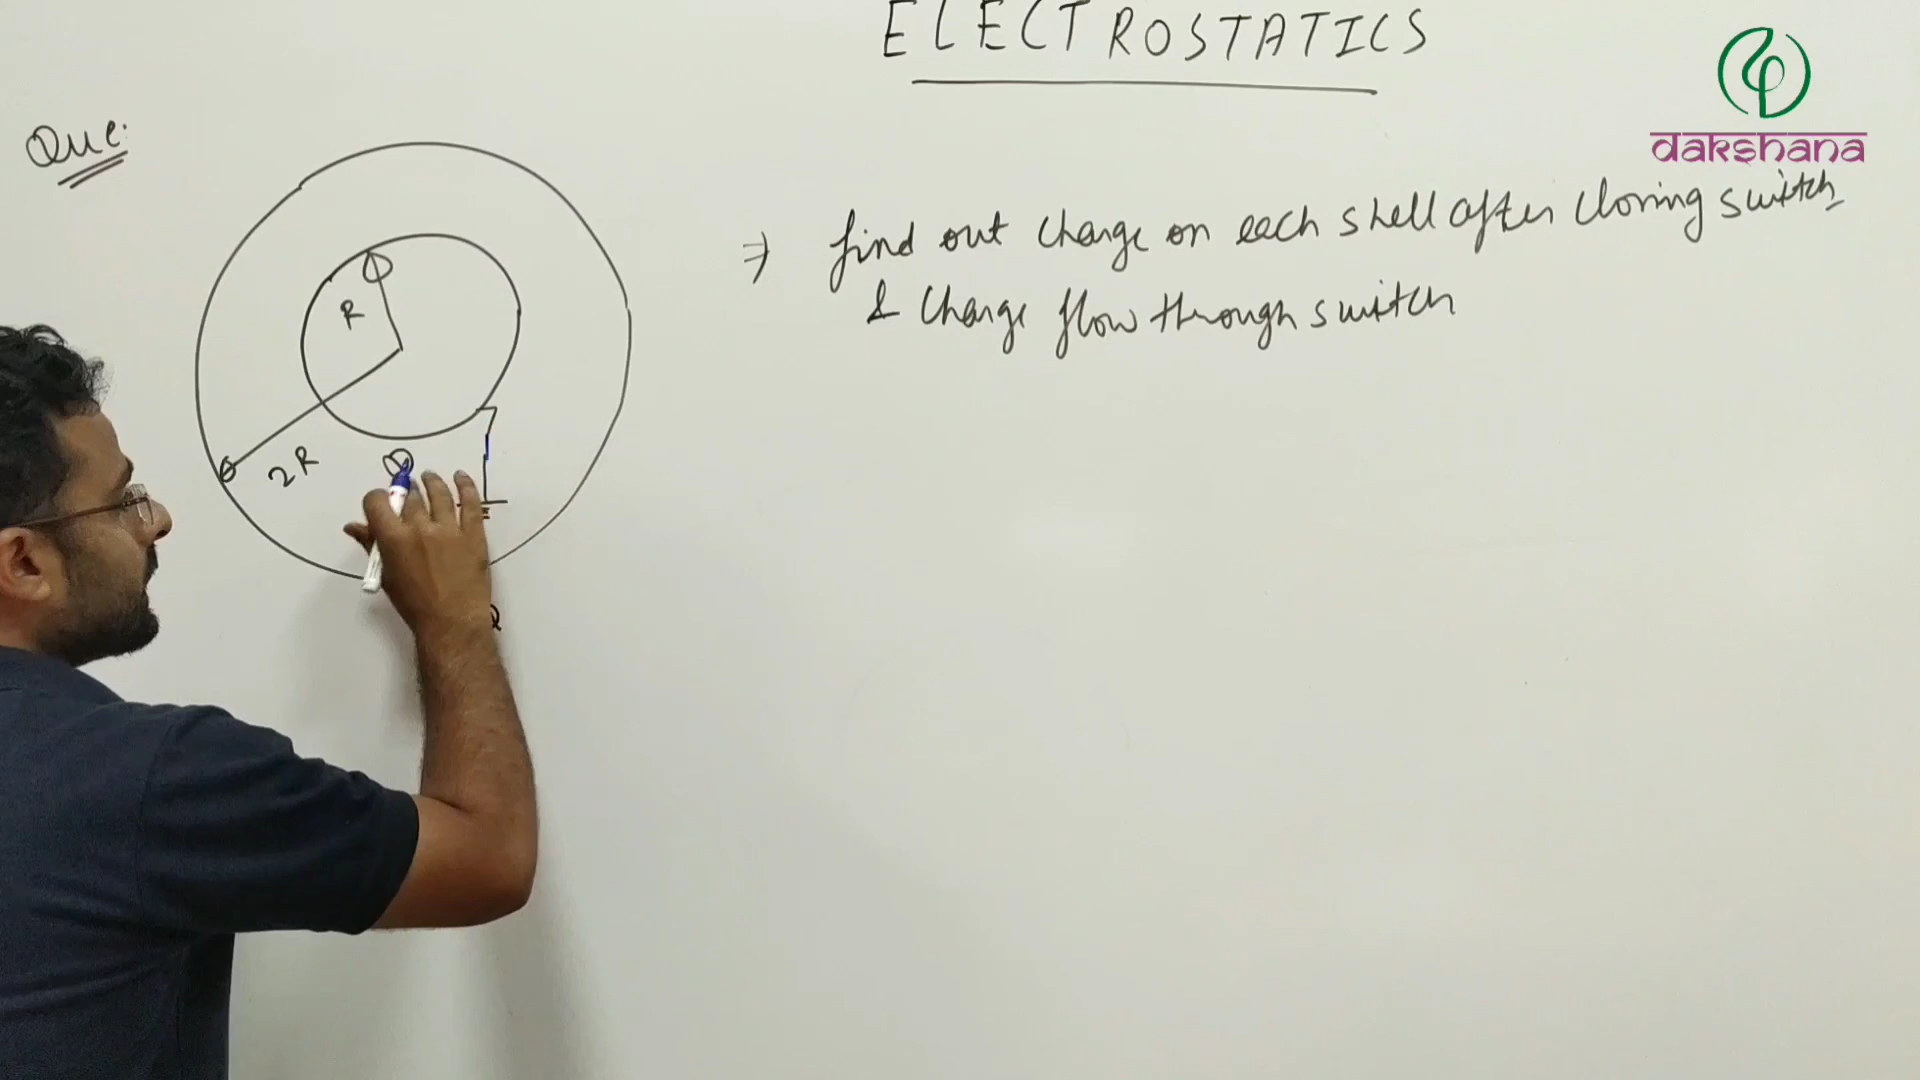 ELECTROSTATICS
dakshana
Que:
⇒ find out charge on each shell after closing switch
& charge flow through switch
R
2R
Q